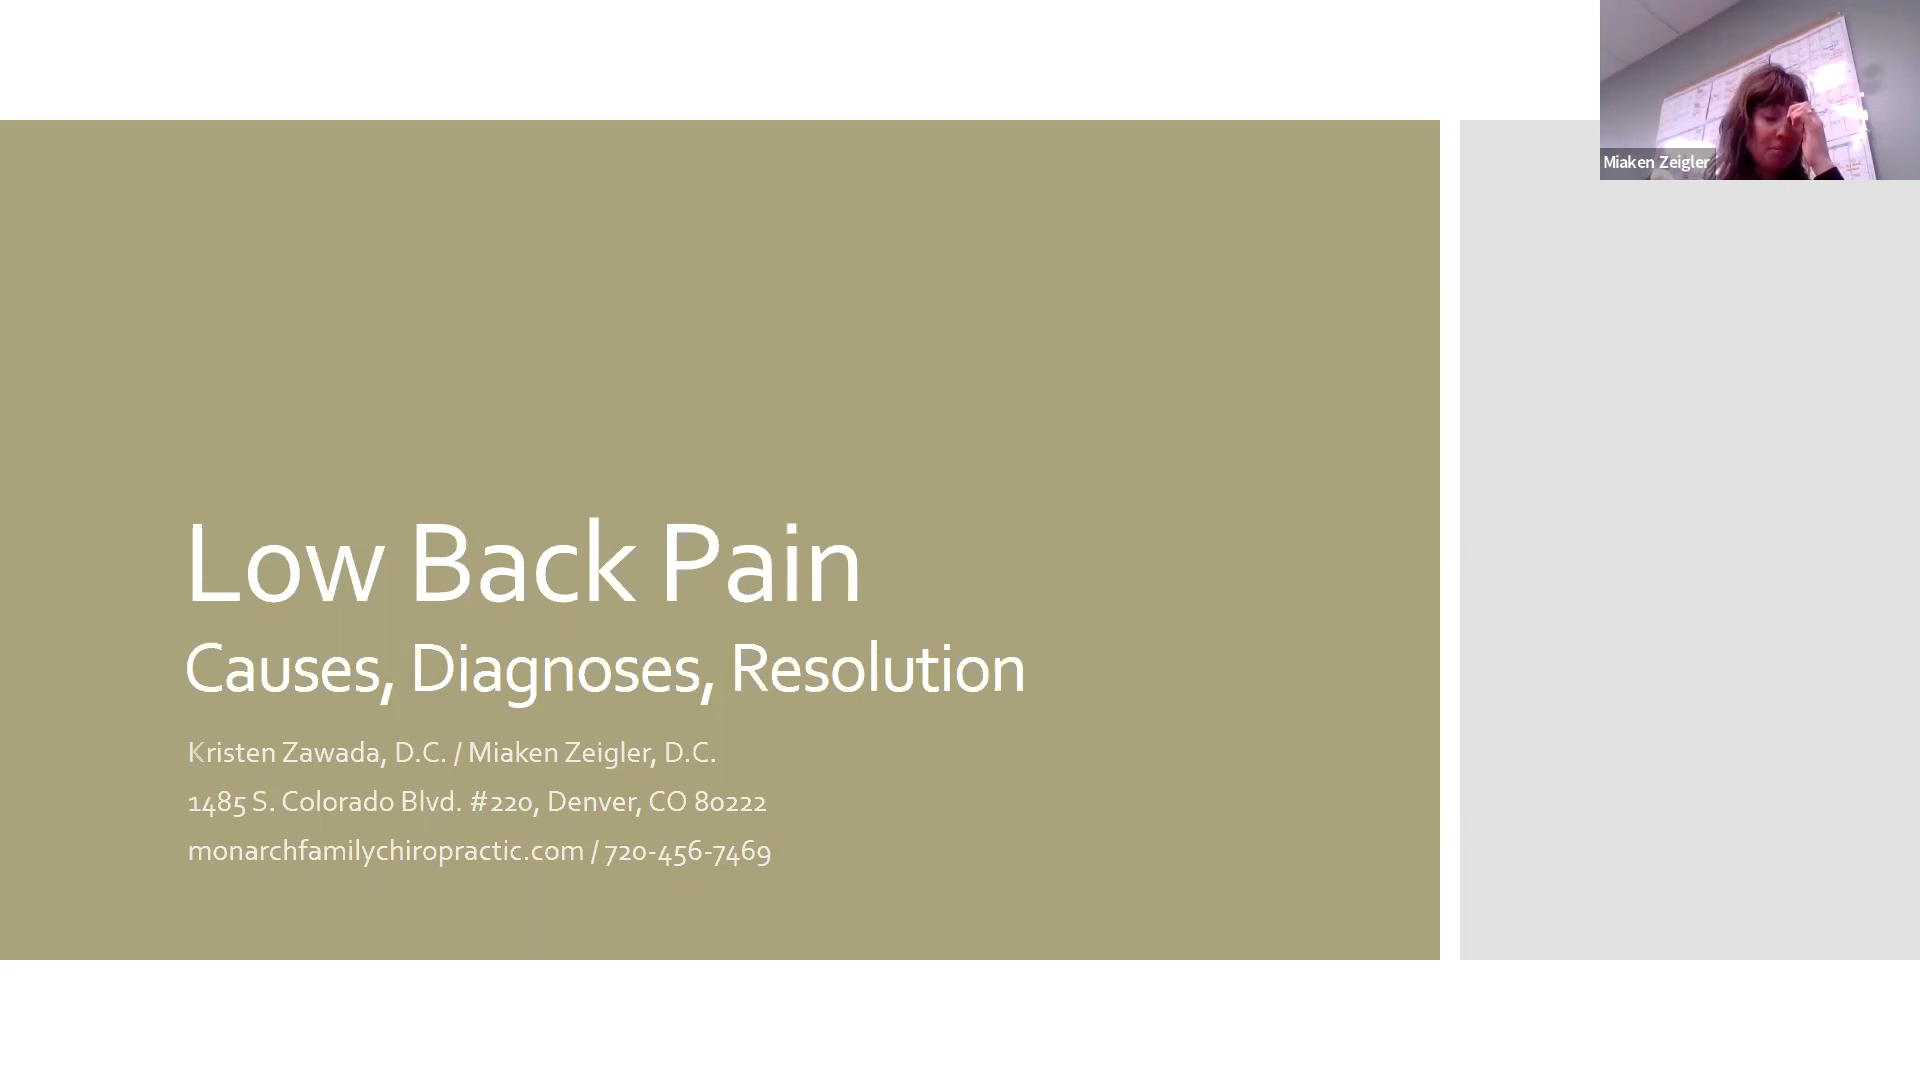 Low Back Pain
Causes, Diagnoses, Resolution
Kristen Zawada, D.C. / Miaken Zeigler, D.C.
1485 S. Colorado Blvd. #220, Denver, CO 80222
monarchfamilychiropractic.com / 720-456-7469
Miaken Zeigler